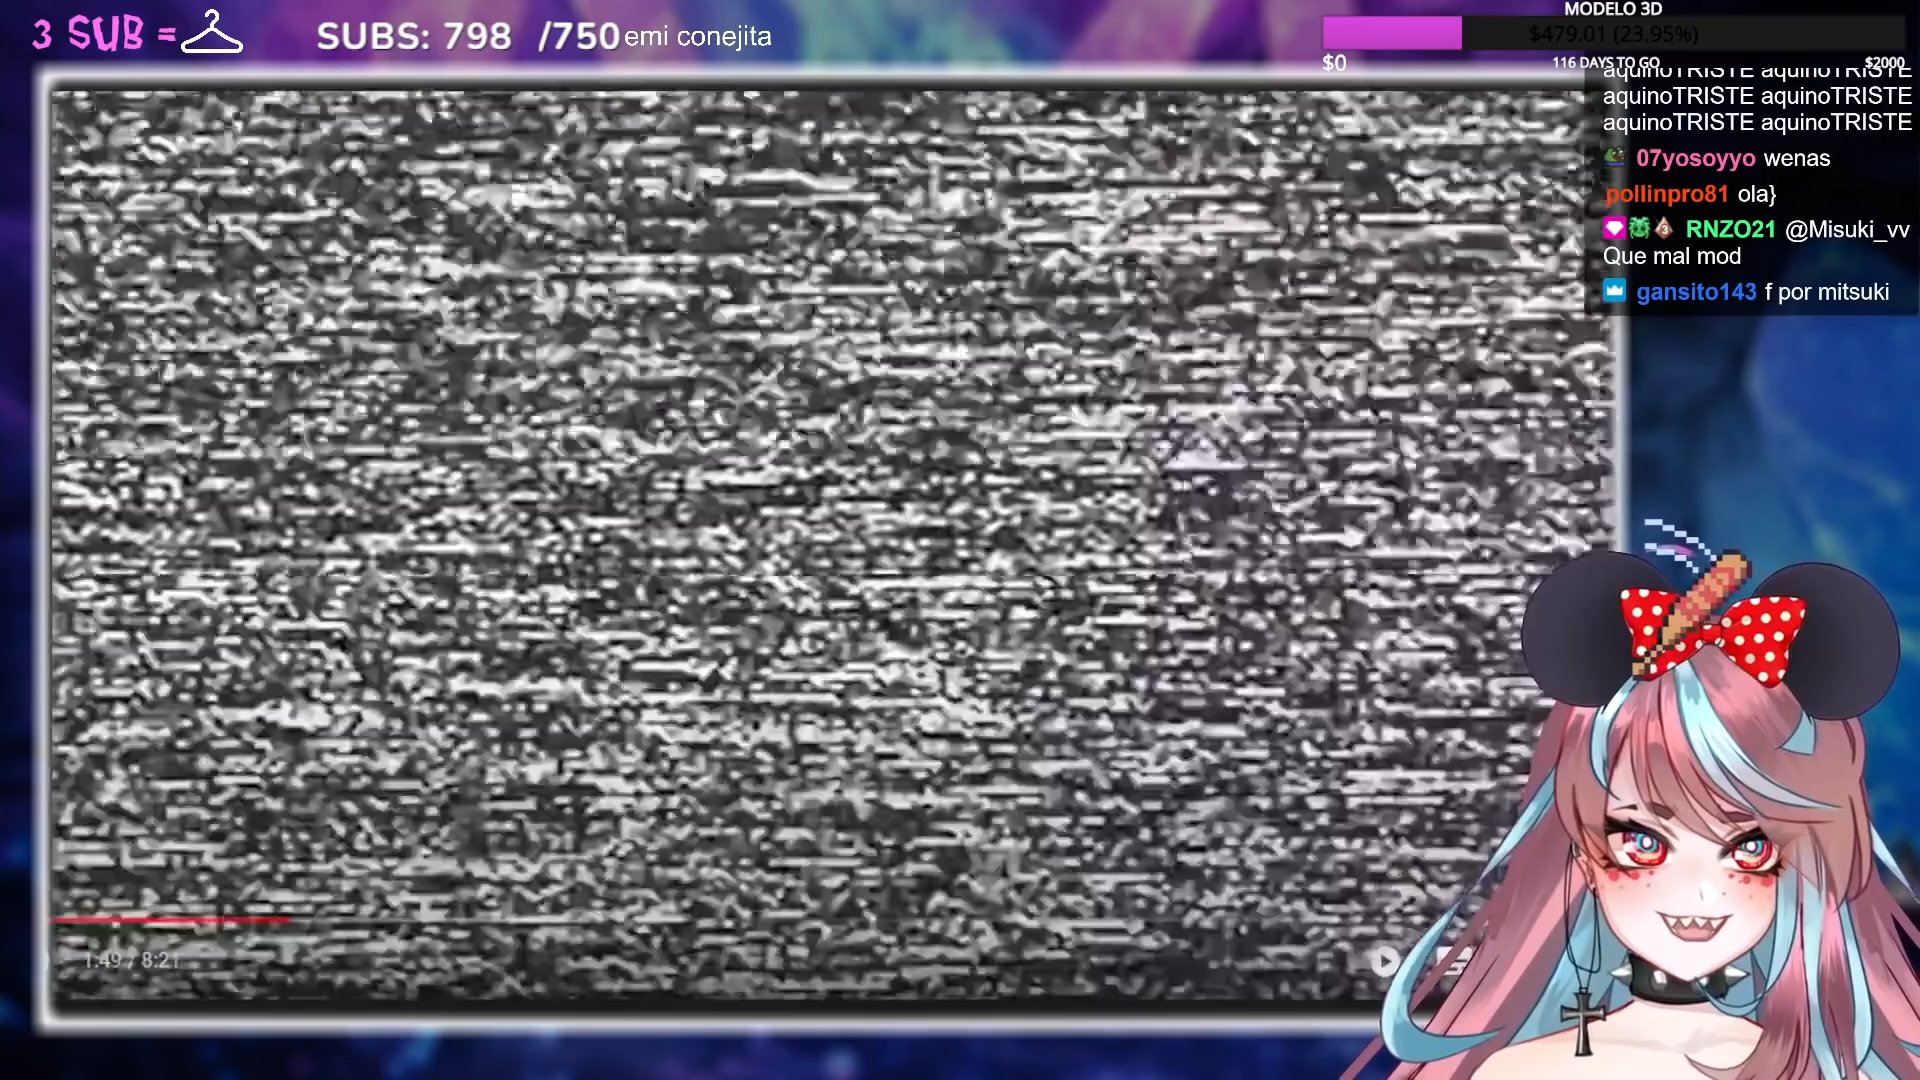 3 SUB =
SUBS: 798 /750 emi conejita
MODELO 3D
$479.01 (23.95%)
$0
116 DAYS TO GO
$2000
aquinoTRISTE aquinoTRISTE
aquinoTRISTE aquinoTRISTE
aquinoTRISTE aquinoTRISTE
07yosoyyo wenas
pollinpro81 ola}
RNZO21 @Misuki_vv
Que mal mod
gansito143 f por mitsuki
1:49 / 8:21